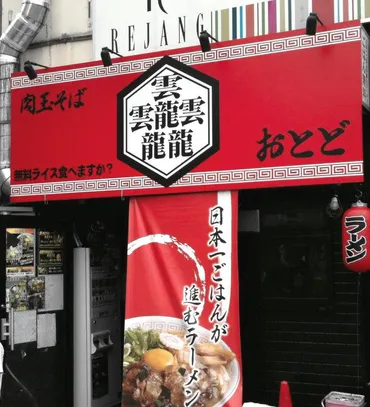 REJANG
肉玉そば
雲
雲龍雲
龍龍
おとど
無料ライス食べますか?
日本一ごはんが
進むラーメン
ラーメン